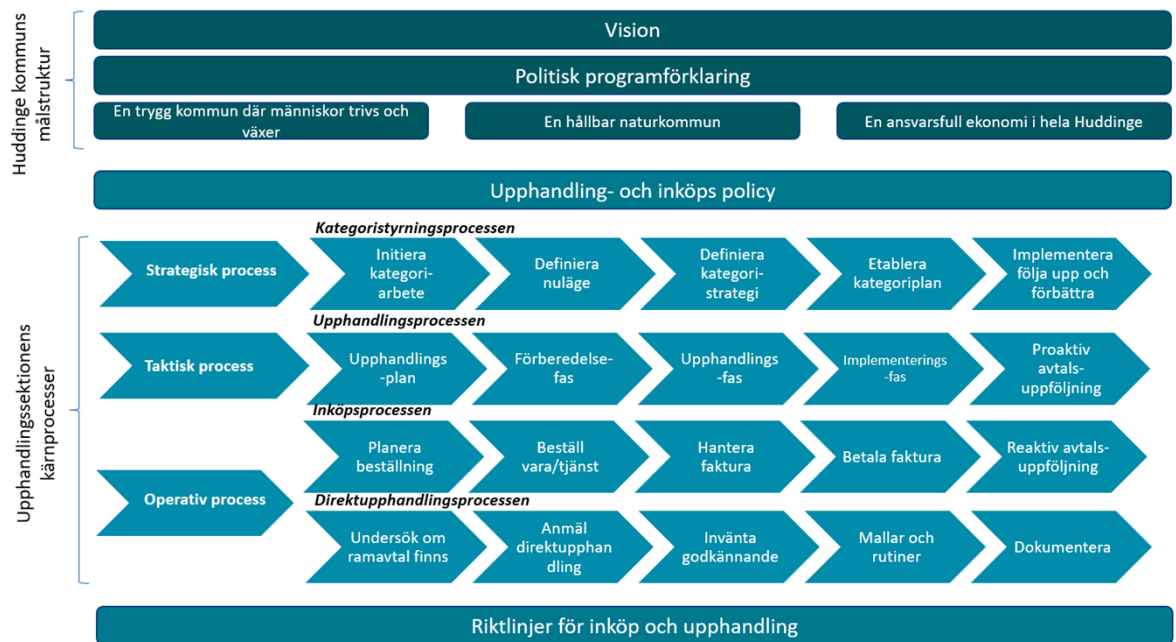 Huddinge kommuns
målstruktur
Vision
Politisk programförklaring
En trygg kommun där människor trivs och
växer
En hållbar naturkommun
En ansvarsfull ekonomi i hela Huddinge
Upphandling- och inköps policy
Upphandlingssektionens
kärnprocesser
Kategoristyrningsprocessen
Strategisk process
Initiera
kategori-
arbete
Definiera
nuläge
Definiera
kategori-
strategi
Etablera
kategoriplan
Implementera
följa upp och
förbättra
Upphandlingsprocessen
Taktisk process
Upphandlings
-plan
Förberedelse-
fas
Upphandlings
-fas
Implementerings
-fas
Proaktiv
avtals-
uppföljning
Inköpsprocessen
Planera
beställning
Beställ
vara/tjänst
Hantera
faktura
Betala faktura
Reaktiv avtals-
uppföljning
Operativ process
Direktupphandlingsprocessen
Undersök om
ramavtal finns
Anmäl
direktupphan
dling
Invänta
godkännande
Mallar och
rutiner
Dokumentera
Riktlinjer för inköp och upphandling